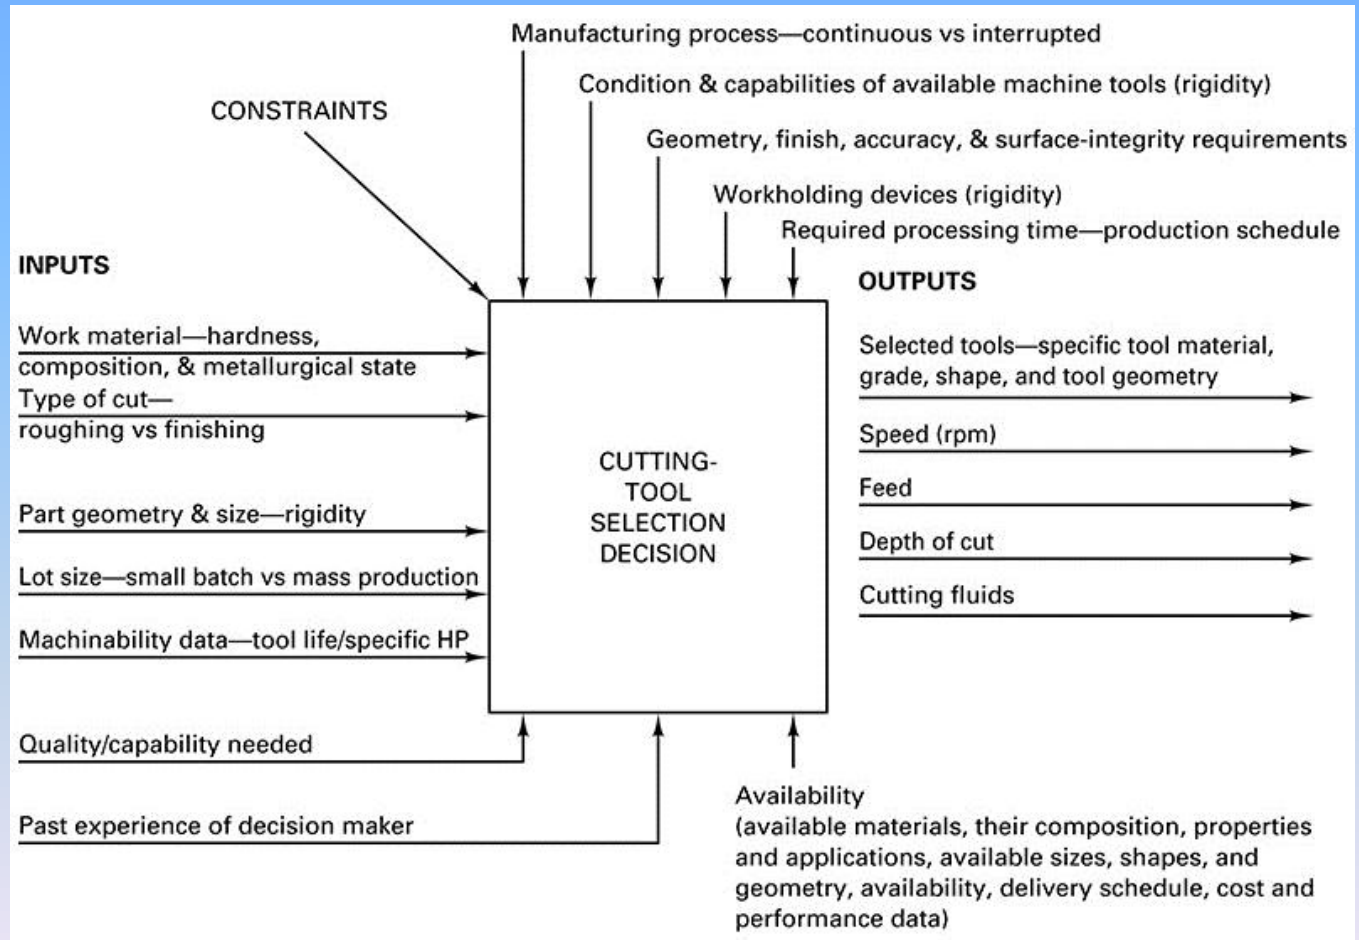 Manufacturing process—continuous vs interrupted
Condition & capabilities of available machine tools (rigidity)
CONSTRAINTS
Geometry, finish, accuracy, & surface-integrity requirements
Workholding devices (rigidity)
Required processing time—production schedule
INPUTS
Work material—hardness,
composition, & metallurgical state
Type of cut—
roughing vs finishing
Part geometry & size—rigidity
Lot size—small batch vs mass production
Machinability data—tool life/specific HP
Quality/capability needed
Past experience of decision maker
CUTTING-
TOOL
SELECTION
DECISION
OUTPUTS
Selected tools—specific tool material,
grade, shape, and tool geometry
Speed (rpm)
Feed
Depth of cut
Cutting fluids
Availability
(available materials, their composition, properties
and applications, available sizes, shapes, and
geometry, availability, delivery schedule, cost and
performance data)